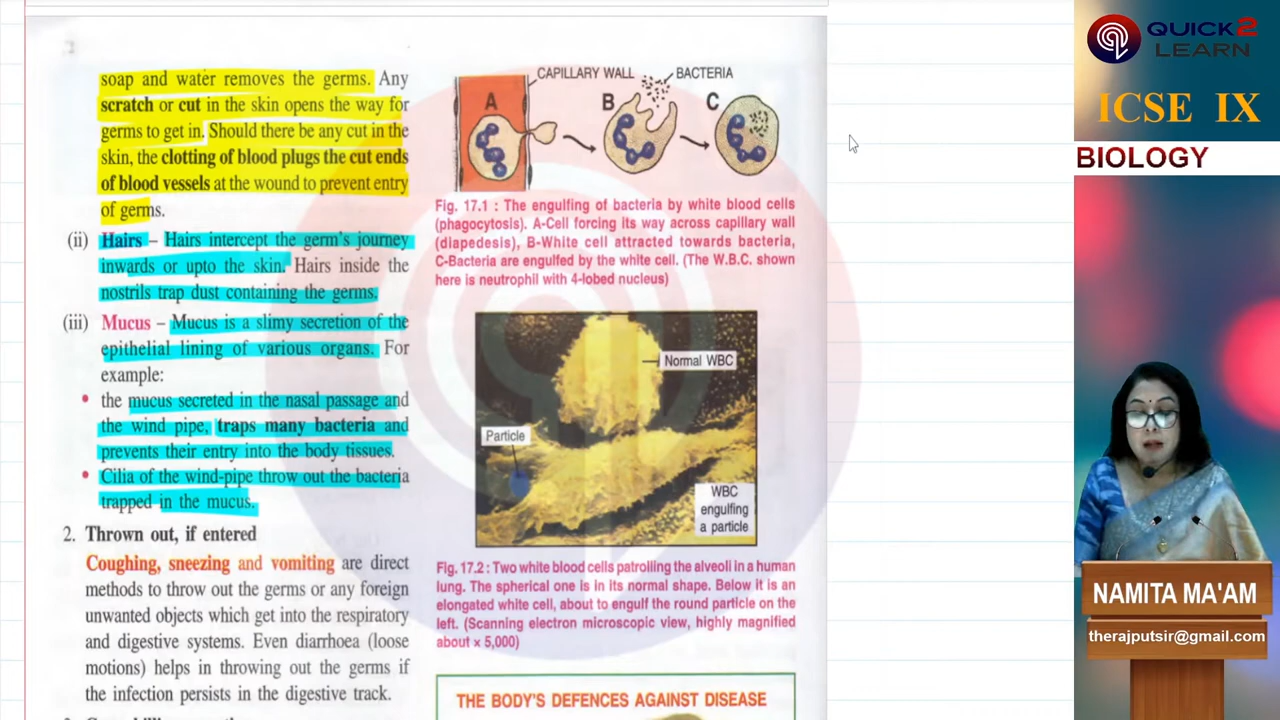 soap and water removes the germs. Any
scratch or cut in the skin opens the way for
germs to get in. Should there be any cut in the
skin, the clotting of blood plugs the cut ends
of blood vessels at the wound to prevent entry
of germs.
(ii) Hairs – Hairs intercept the germ's journey
inwards or upto the skin. Hairs inside the
nostrils trap dust containing the germs.
(iii) Mucus – Mucus is a slimy secretion of the
epithelial lining of various organs. For
example:
• the mucus secreted in the nasal passage and
the wind pipe, traps many bacteria and
prevents their entry into the body tissues.
• Cilia of the wind-pipe throw out the bacteria
trapped in the mucus.
2. Thrown out, if entered
Coughing, sneezing and vomiting are direct
methods to throw out the germs or any foreign
unwanted objects which get into the respiratory
and digestive systems. Even diarrhoea (loose
motions) helps in throwing out the germs if
the infection persists in the digestive track.
CAPILLARY WALL
BACTERIA
A
B
C
Fig. 17.1 : The engulfing of bacteria by white blood cells
(phagocytosis). A-Cell forcing its way across capillary wall
(diapedesis), B-White cell attracted towards bacteria,
C-Bacteria are engulfed by the white cell. (The W.B.C. shown
here is neutrophil with 4-lobed nucleus)
Normal WBC
Particle
WBC
engulfing
a particle
Fig. 17.2 : Two white blood cells patrolling the alveoli in a human
lung. The spherical one is in its normal shape. Below it is an
elongated white cell, about to engulf the round particle on the
left. (Scanning electron microscopic view, highly magnified
about × 5,000)
THE BODY'S DEFENCES AGAINST DISEASE
QUICK2
LEARN
ICSE IX
BIOLOGY
NAMITA MA'AM
therajputsir@gmail.com